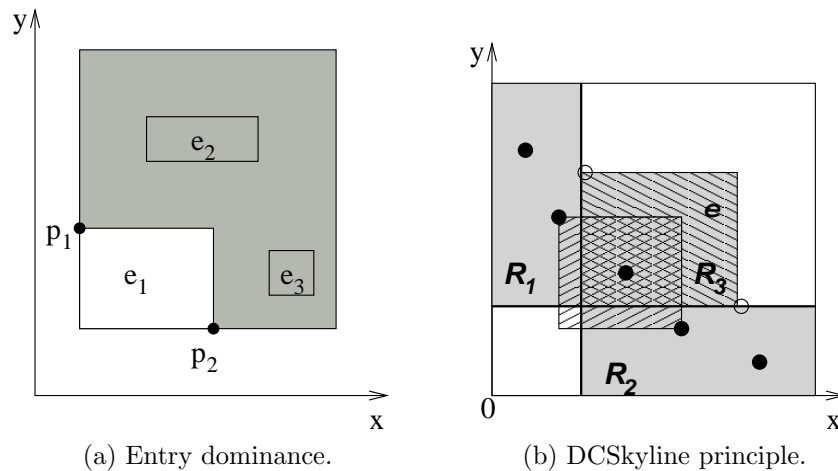 y
e₂
p₁
e₁
e₃
p₂
x
(a) Entry dominance.
y
e
R₁
R₃
R₂
0
x
(b) DCSkyline principle.